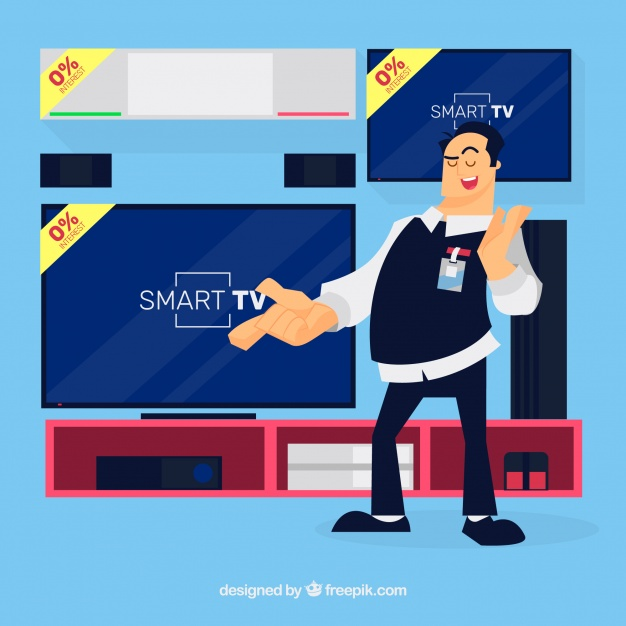 0%
INTEREST
0%
INTEREST
SMART TV
0%
INTEREST
SMART TV
designed by freepik.com